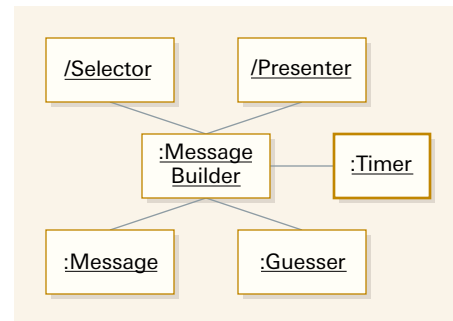 /Selector
/Presenter
:Message
Builder
:Timer
:Message
:Guesser